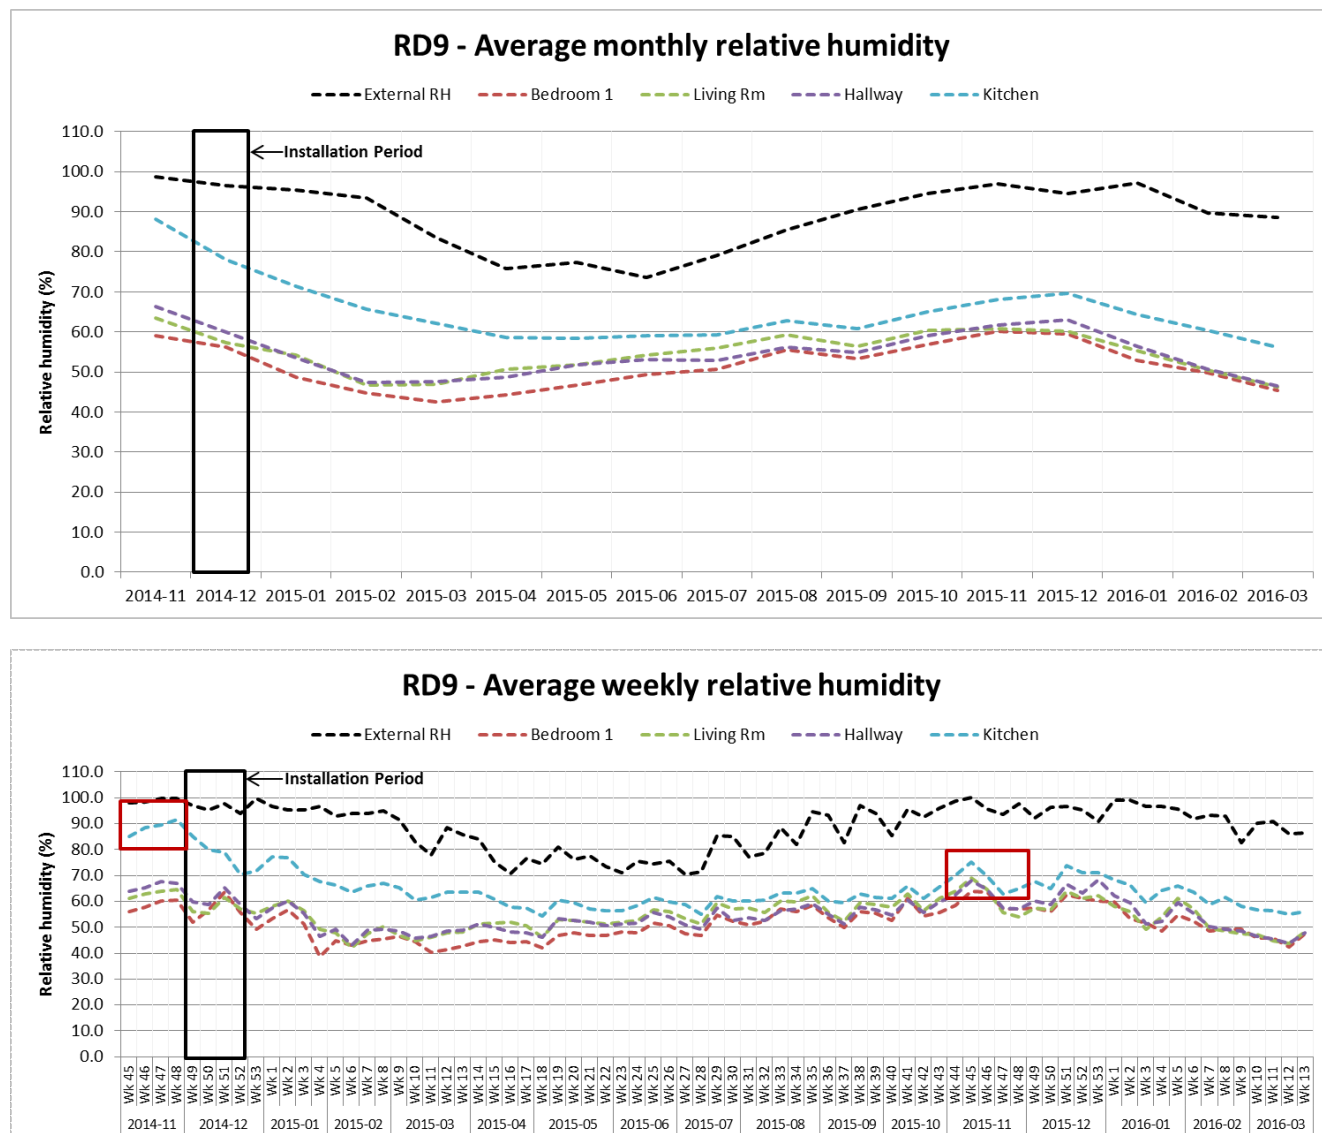 RD9 - Average monthly relative humidity
External RH Bedroom 1 Living Rm Hallway Kitchen
Installation Period
Relative humidity (%)
110.0
100.0
90.0
80.0
70.0
60.0
50.0
40.0
30.0
20.0
10.0
0.0
2014-11 2014-12 2015-01 2015-02 2015-03 2015-04 2015-05 2015-06 2015-07 2015-08 2015-09 2015-10 2015-11 2015-12 2016-01 2016-02 2016-03
RD9 - Average weekly relative humidity
External RH Bedroom 1 Living Rm Hallway Kitchen
Installation Period
Relative humidity (%)
110.0
100.0
90.0
80.0
70.0
60.0
50.0
40.0
30.0
20.0
10.0
0.0
Wk 45 Wk 46 Wk 47 Wk 48 Wk 49 Wk 50 Wk 51 Wk 52 Wk 53 Wk 1 Wk 2 Wk 3 Wk 4 Wk 5 Wk 6 Wk 7 Wk 8 Wk 9 Wk 10 Wk 11 Wk 12 Wk 13 Wk 14 Wk 15 Wk 16 Wk 17 Wk 18 Wk 19 Wk 20 Wk 21 Wk 22 Wk 23 Wk 24 Wk 25 Wk 26 Wk 27 Wk 28 Wk 29 Wk 30 Wk 31 Wk 32 Wk 33 Wk 34 Wk 35 Wk 36 Wk 37 Wk 38 Wk 39 Wk 40 Wk 41 Wk 42 Wk 43 Wk 44 Wk 45 Wk 46 Wk 47 Wk 48 Wk 49 Wk 50 Wk 51 Wk 52 Wk 53 Wk 1 Wk 2 Wk 3 Wk 4 Wk 5 Wk 6 Wk 7 Wk 8 Wk 9 Wk 10 Wk 11 Wk 12 Wk 13
2014-11 2014-12 2015-01 2015-02 2015-03 2015-04 2015-05 2015-06 2015-07 2015-08 2015-09 2015-10 2015-11 2015-12 2016-01 2016-02 2016-03